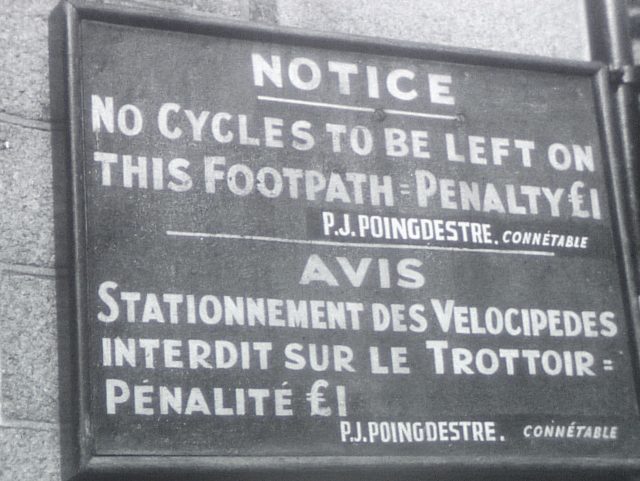 NOTICE
NO CYCLES TO BE LEFT ON
THIS FOOTPATH = PENALTY £1
P.J. POINGDESTRE. CONNÉTABLE
AVIS
STATIONNEMENT DES VELOCIPEDES
INTERDIT SUR LE TROTTOIR =
PÉNALITÉ £1
P.J. POINGDESTRE. CONNÉTABLE